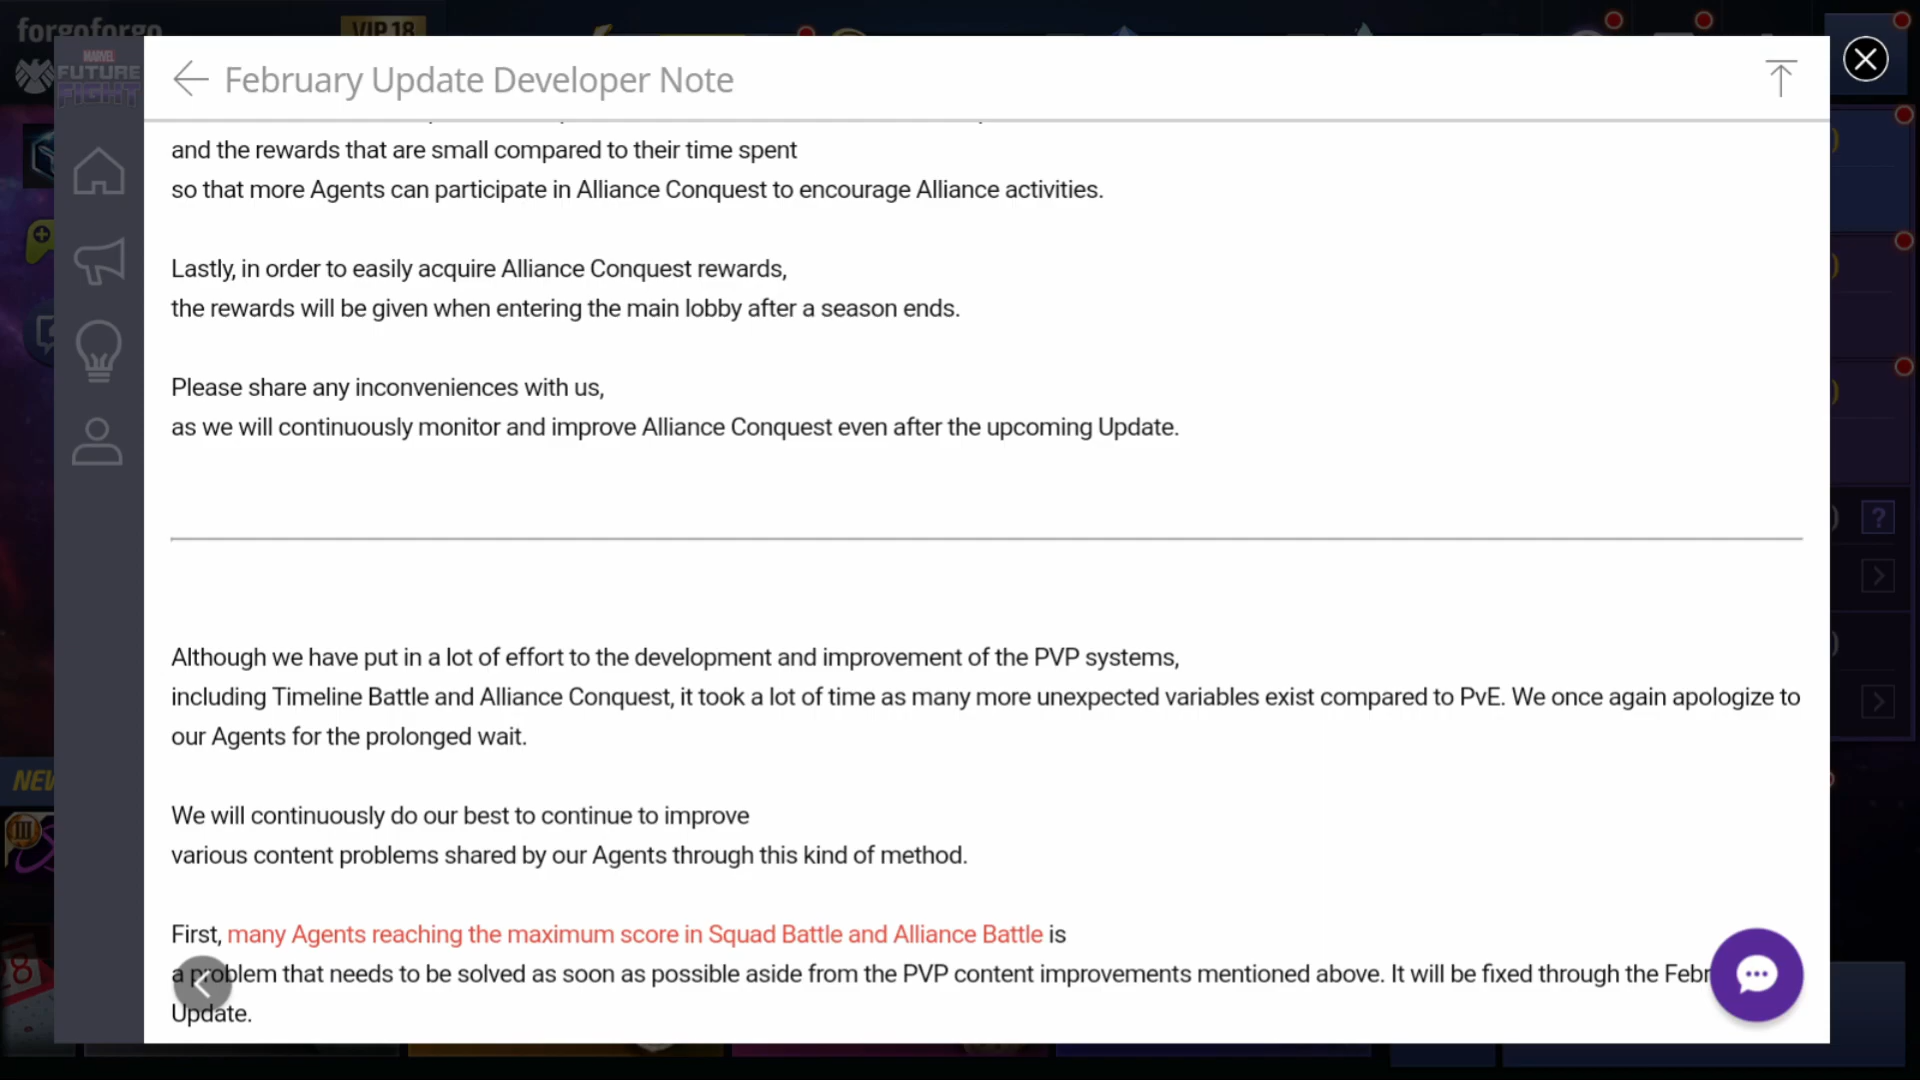 forgoforgo
VIP 18
MARVEL
FUTURE
FIGHT
February Update Developer Note
and the rewards that are small compared to their time spent
so that more Agents can participate in Alliance Conquest to encourage Alliance activities.
Lastly, in order to easily acquire Alliance Conquest rewards,
the rewards will be given when entering the main lobby after a season ends.
Please share any inconveniences with us,
as we will continuously monitor and improve Alliance Conquest even after the upcoming Update.
?
Although we have put in a lot of effort to the development and improvement of the PVP systems,
including Timeline Battle and Alliance Conquest, it took a lot of time as many more unexpected variables exist compared to PvE. We once again apologize to
our Agents for the prolonged wait.
NEW
We will continuously do our best to continue to improve
various content problems shared by our Agents through this kind of method.
III
First, many Agents reaching the maximum score in Squad Battle and Alliance Battle is
a problem that needs to be solved as soon as possible aside from the PVP content improvements mentioned above. It will be fixed through the Febr
Update.
8